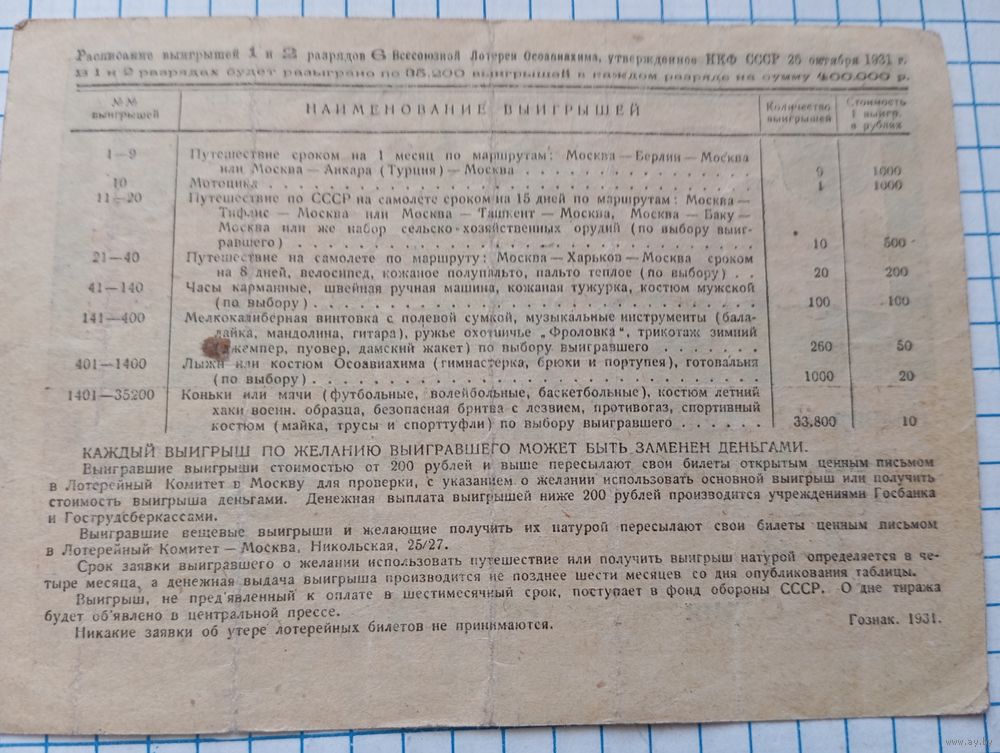 Расписание выигрышей 1 и 2 разрядов 6 Всесоюзной Лотереи Осоавиахима, утвержденное НКФ СССР 26 октября 1931 г.
В 1 и 2 разрядах будет разыграно по 35.200 выигрышей в каждом разряде на сумму 400.000 р.
№№ выигрышей НАИМЕНОВАНИЕ ВЫИГРЫШЕЙ Количество выигрышей Стоимость 1 выигр. в рублях
1—9 Путешествие сроком на 1 месяц по маршрутам: Москва—Берлин—Москва
или Москва—Анкара (Турция)—Москва . . . . . . . . . . . 9 1000
10 Мотоцикл . . . . . . . . . . . . . . . . . . . . . . . . 1 1000
11—20 Путешествие по СССР на самолете сроком на 15 дней по маршрутам: Москва—
Тифлис—Москва или Москва—Ташкент—Москва, Москва—Баку—
Москва или же набор сельско-хозяйственных орудий (по выбору выиг-
равшего) . . . . . . . . . . . . . . . . . . . . . . 10 500
21—40 Путешествие на самолете по маршруту: Москва—Харьков—Москва сроком
на 8 дней, велосипед, кожаное полупальто, пальто теплое (по выбору) . . 20 200
41—140 Часы карманные, швейная ручная машина, кожаная тужурка, костюм мужской
(по выбору) . . . . . . . . . . . . . . . . . . . . . 100 100
141—400 Мелкокалиберная винтовка с полевой сумкой, музыкальные инструменты (бала-
лайка, мандолина, гитара), ружье охотничье „Фроловка“, трикотаж зимний
(джемпер, пуовер, дамский жакет) по выбору выигравшего . . . . . . . 260 50
401—1400 Лыжи или костюм Осоавиахима (гимнастерка, брюки и портупея), готовальня
(по выбору) . . . . . . . . . . . . . . . . . . . . . 1000 20
1401—35200 Коньки или мячи (футбольные, волейбольные, баскетбольные), костюм летний
хаки воени. образца, безопасная бритва с лезвием, противогаз, спортивный
костюм (майка, трусы и спорттуфли) по выбору выигравшего . . . . . . 33.800 10
КАЖДЫЙ ВЫИГРЫШ ПО ЖЕЛАНИЮ ВЫИГРАВШЕГО МОЖЕТ БЫТЬ ЗАМЕНЕН ДЕНЬГАМИ.
Выигравшие выигрыши стоимостью от 200 рублей и выше пересылают свои билеты открытым ценным письмом
в Лотерейный Комитет в Москву для проверки, с указанием о желании использовать основной выигрыш или получить
стоимость выигрыша деньгами. Денежная выплата выигрышей ниже 200 рублей производится учреждениями Госбанка
и Гострудсберкассами.
Выигравшие вещевые выигрыши и желающие получить их натурой пересылают свои билеты ценным письмом
в Лотерейный Комитет—Москва, Никольская, 25/27.
Срок заявки выигравшего о желании использовать путешествие или получить выигрыш натурой определяется в че-
тыре месяца, а денежная выдача выигрыша производится не позднее шести месяцев со дня опубликования таблицы.
Выигрыш, не пред'явленный к оплате в шестимесячный срок, поступает в фонд обороны СССР. О дне тиража
будет об'явлено в центральной прессе.
Никакие заявки об утере лотерейных билетов не принимаются. Гознак. 1931.
www.ay.by